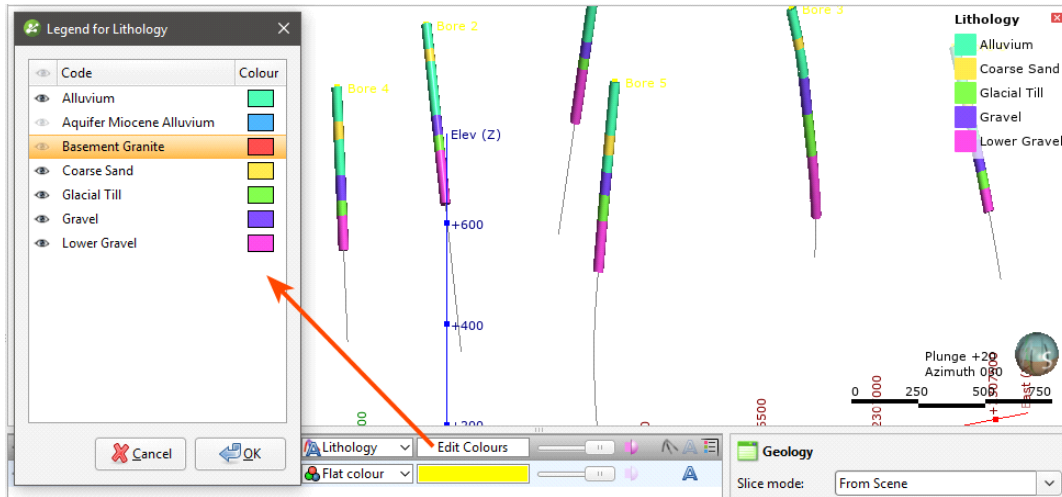 Legend for Lithology
Code Colour
Alluvium
Aquifer Miocene Alluvium
Basement Granite
Coarse Sand
Glacial Till
Gravel
Lower Gravel
Cancel
OK
Bore 2
Bore 3
Bore 4
Bore 5
Elev (Z)
+600
+400
+200
Lithology
Alluvium
Coarse Sand
Glacial Till
Gravel
Lower Gravel
Plunge +20
Azimuth 030
0 250 500 750
S
2301000
5500
Lithology
Edit Colours
Flat colour
Geology
Slice mode: From Scene